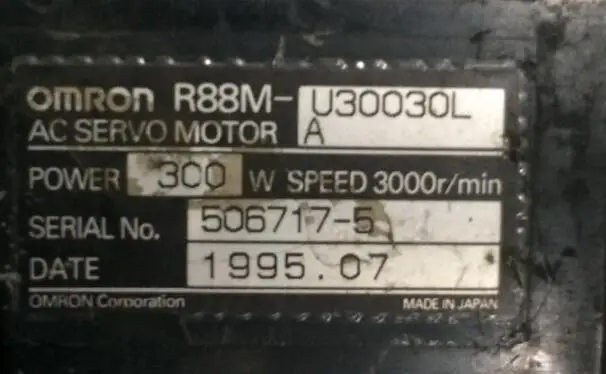 OMRON R88M-U30030L
AC SERVO MOTOR A
POWER 300 W SPEED 3000r/min
SERIAL No. 506717-5
DATE 1995.07
OMRON Corporation MADE IN JAPAN